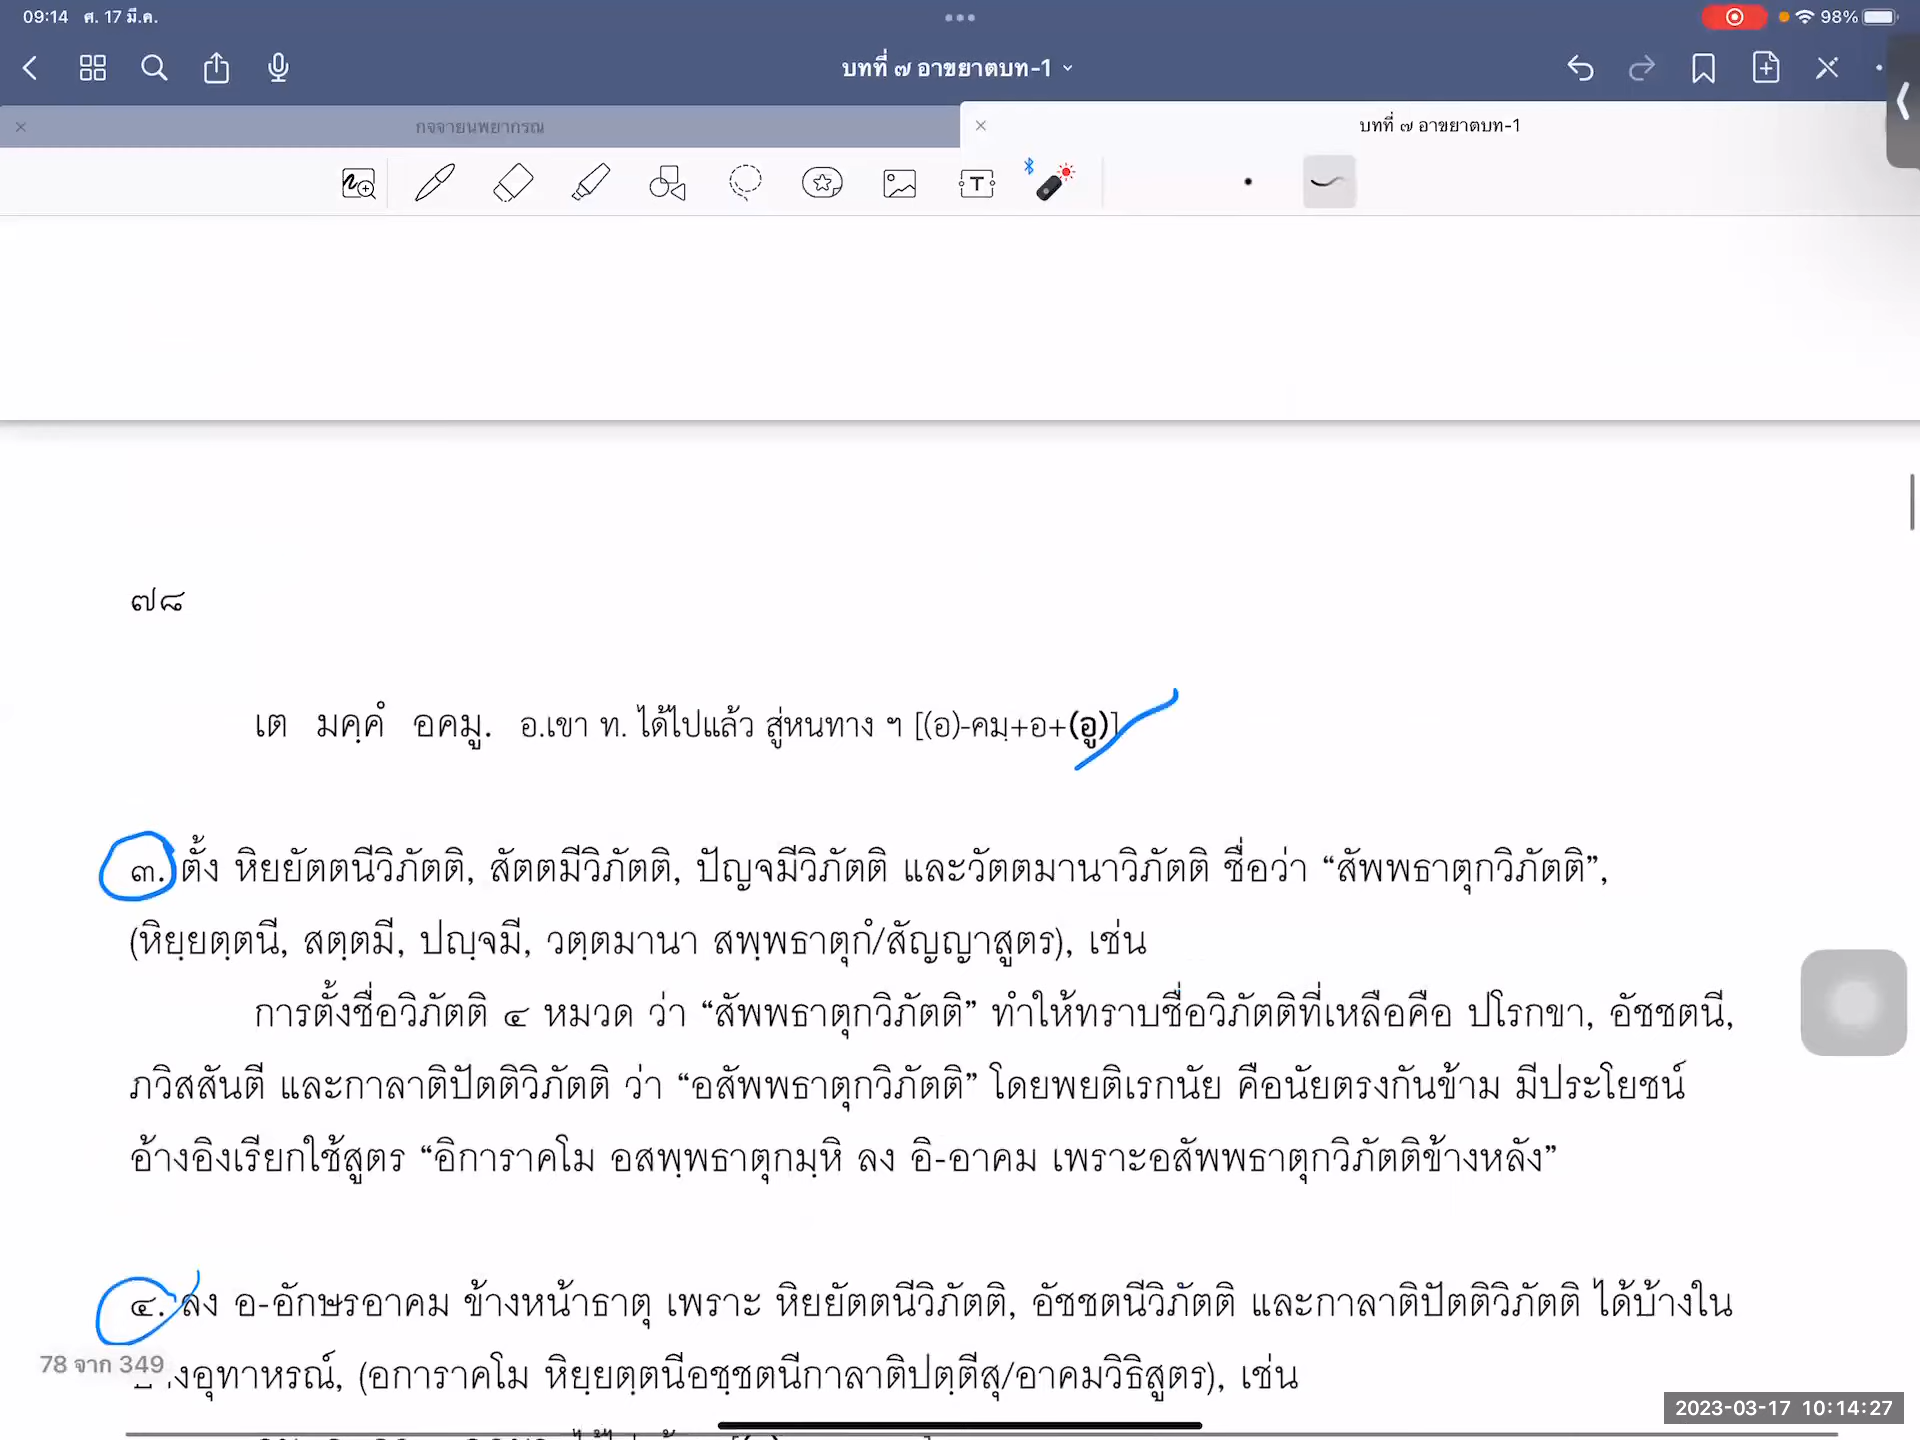 09:14 ศ. 17 มี.ค.
98%
บทที่ ๗ อาขยาตบท-1
กจจายนพยากรณ
บทที่ ๗ อาขยาตบท-1
๗๘
เต มคฺคํ อคมู. อ.เขา ท. ได้ไปแล้ว สู่หนทาง ฯ [(อ)-คมฺ+อ+(อู)]
๓. ตั้ง หิยยัตตนีวิภัตติ, สัตตมีวิภัตติ, ปัญจมีวิภัตติ และวัตตมานาวิภัตติ ชื่อว่า “สัพพธาตุกวิภัตติ”,
(หิยฺยตฺตนี, สตฺตมี, ปญฺจมี, วตฺตมานา สพฺพธาตุกํ/สัญญาสูตร), เช่น
การตั้งชื่อวิภัตติ ๔ หมวด ว่า “สัพพธาตุกวิภัตติ” ทำให้ทราบชื่อวิภัตติที่เหลือคือ ปโรกขา, อัชชตนี,
ภวิสสันตี และกาลาติปัตติวิภัตติ ว่า “อสัพพธาตุกวิภัตติ” โดยพยติเรกนัย คือนัยตรงกันข้าม มีประโยชน์
อ้างอิงเรียกใช้สูตร “อิการาคโม อสพฺพธาตุกมฺหิ ลง อิ-อาคม เพราะอสัพพธาตุกวิภัตติข้างหลัง”
๔. ลง อ-อักษรอาคม ข้างหน้าธาตุ เพราะ หิยยัตตนีวิภัตติ, อัชชตนีวิภัตติ และกาลาติปัตติวิภัตติ ได้บ้างใน
78 จาก 349
งอุทาหรณ์, (อการาคโม หิยฺยตฺตนีอชฺชตนีกาลาติปตฺตีสุ/อาคมวิธิสูตร), เช่น
2023-03-17 10:14:27